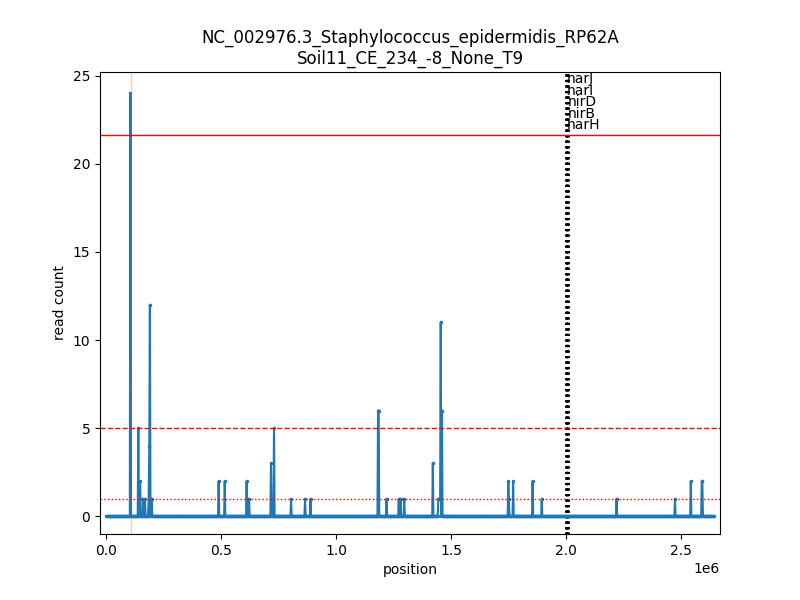 NC_002976.3_Staphylococcus_epidermidis_RP62A
Soil11_CE_234_-8_None_T9
25
20
15
10
5
0
read count
narJ
narI
nirD
nirB
narH
0.0 0.5 1.0 1.5 2.0 2.5
1e6
position